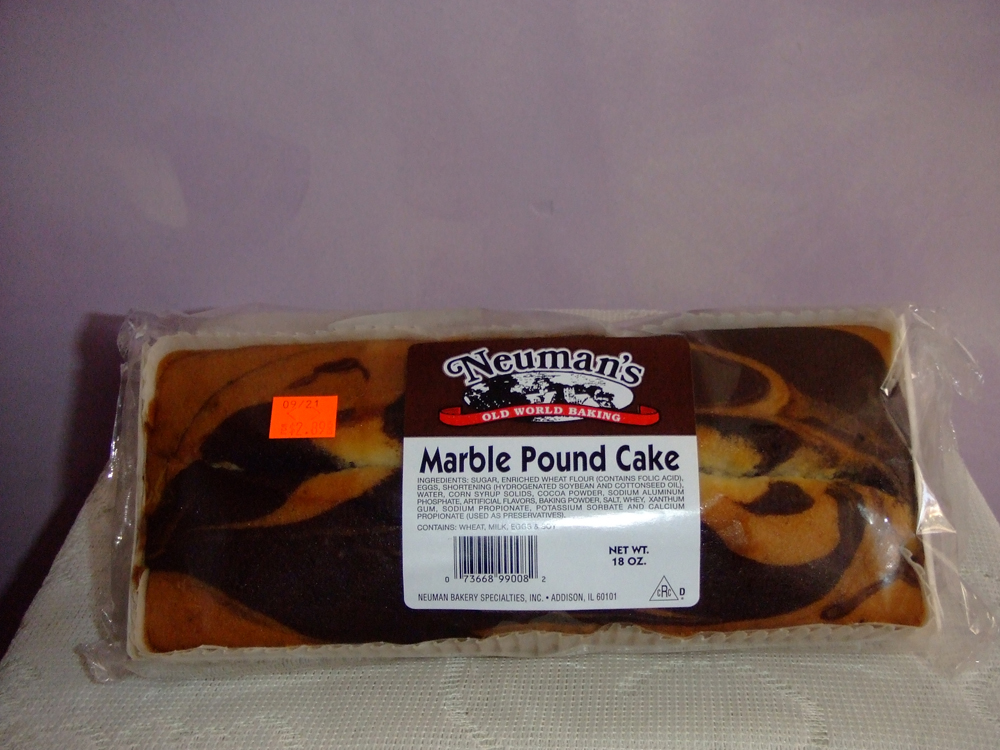 09/21
Neuman's
OLD WORLD BAKING
Marble Pound Cake
INGREDIENTS: SUGAR, ENRICHED WHEAT FLOUR (CONTAINS FOLIC ACID),
EGGS, SHORTENING (HYDROGENATED SOYBEAN AND COTTONSEED OIL),
WATER, CORN SYRUP SOLIDS, COCOA POWDER, SODIUM ALUMINUM
PHOSPHATE, ARTIFICIAL FLAVORS, BAKING POWDER, SALT, WHEY, XANTHUM
GUM, SODIUM PROPIONATE, POTASSIUM SORBATE AND CALCIUM
PROPIONATE (USED AS PRESERVATIVES).
CONTAINS: WHEAT, MILK, EGGS & SOY
NET WT.
18 OZ.
0 73668 99008 2
NEUMAN BAKERY SPECIALTIES, INC. • ADDISON, IL 60101
CRC D